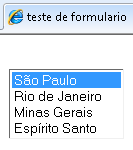 teste de formulario
São Paulo
Rio de Janeiro
Minas Gerais
Espírito Santo